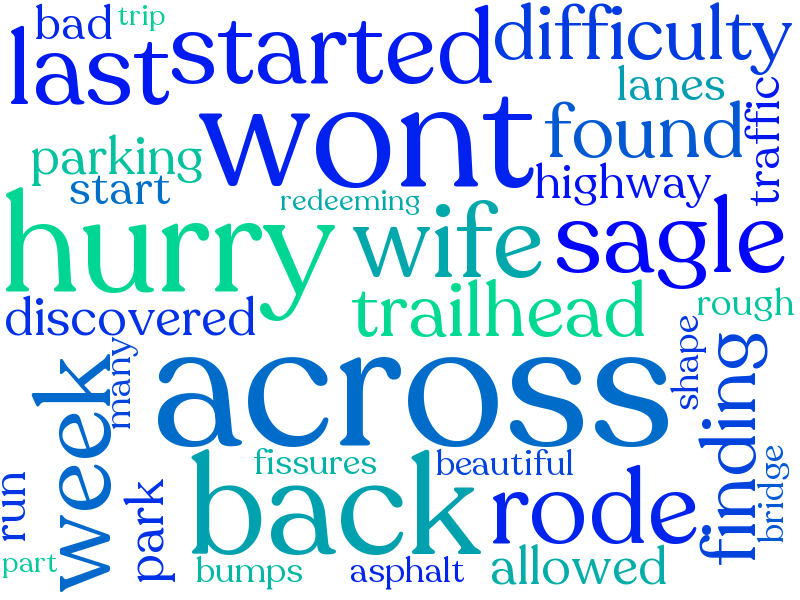 bad
trip
last
started
difficulty
lanes
wont
found
traffic
parking
highway
start
redeeming
hurry
wife
sagle
discovered
trailhead
rough
many
across
shape
finding
week
fissures
beautiful
bridge
run
park
back
rode
part
bumps
asphalt
allowed